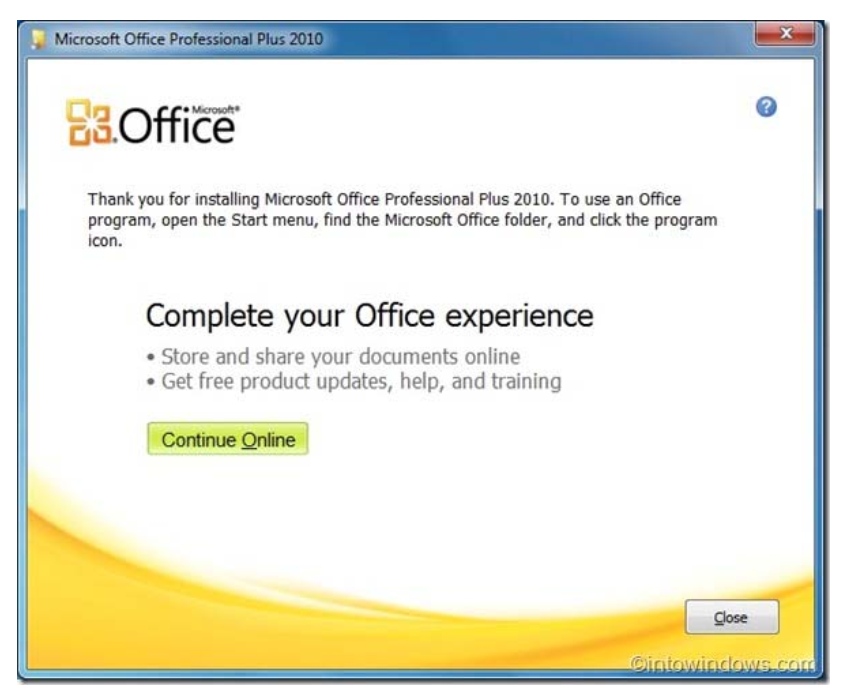 Microsoft Office Professional Plus 2010
x
Microsoft®
Office
?
Thank you for installing Microsoft Office Professional Plus 2010. To use an Office
program, open the Start menu, find the Microsoft Office folder, and click the program
icon.
Complete your Office experience
• Store and share your documents online
• Get free product updates, help, and training
Continue Online
Close
©intowindows.com